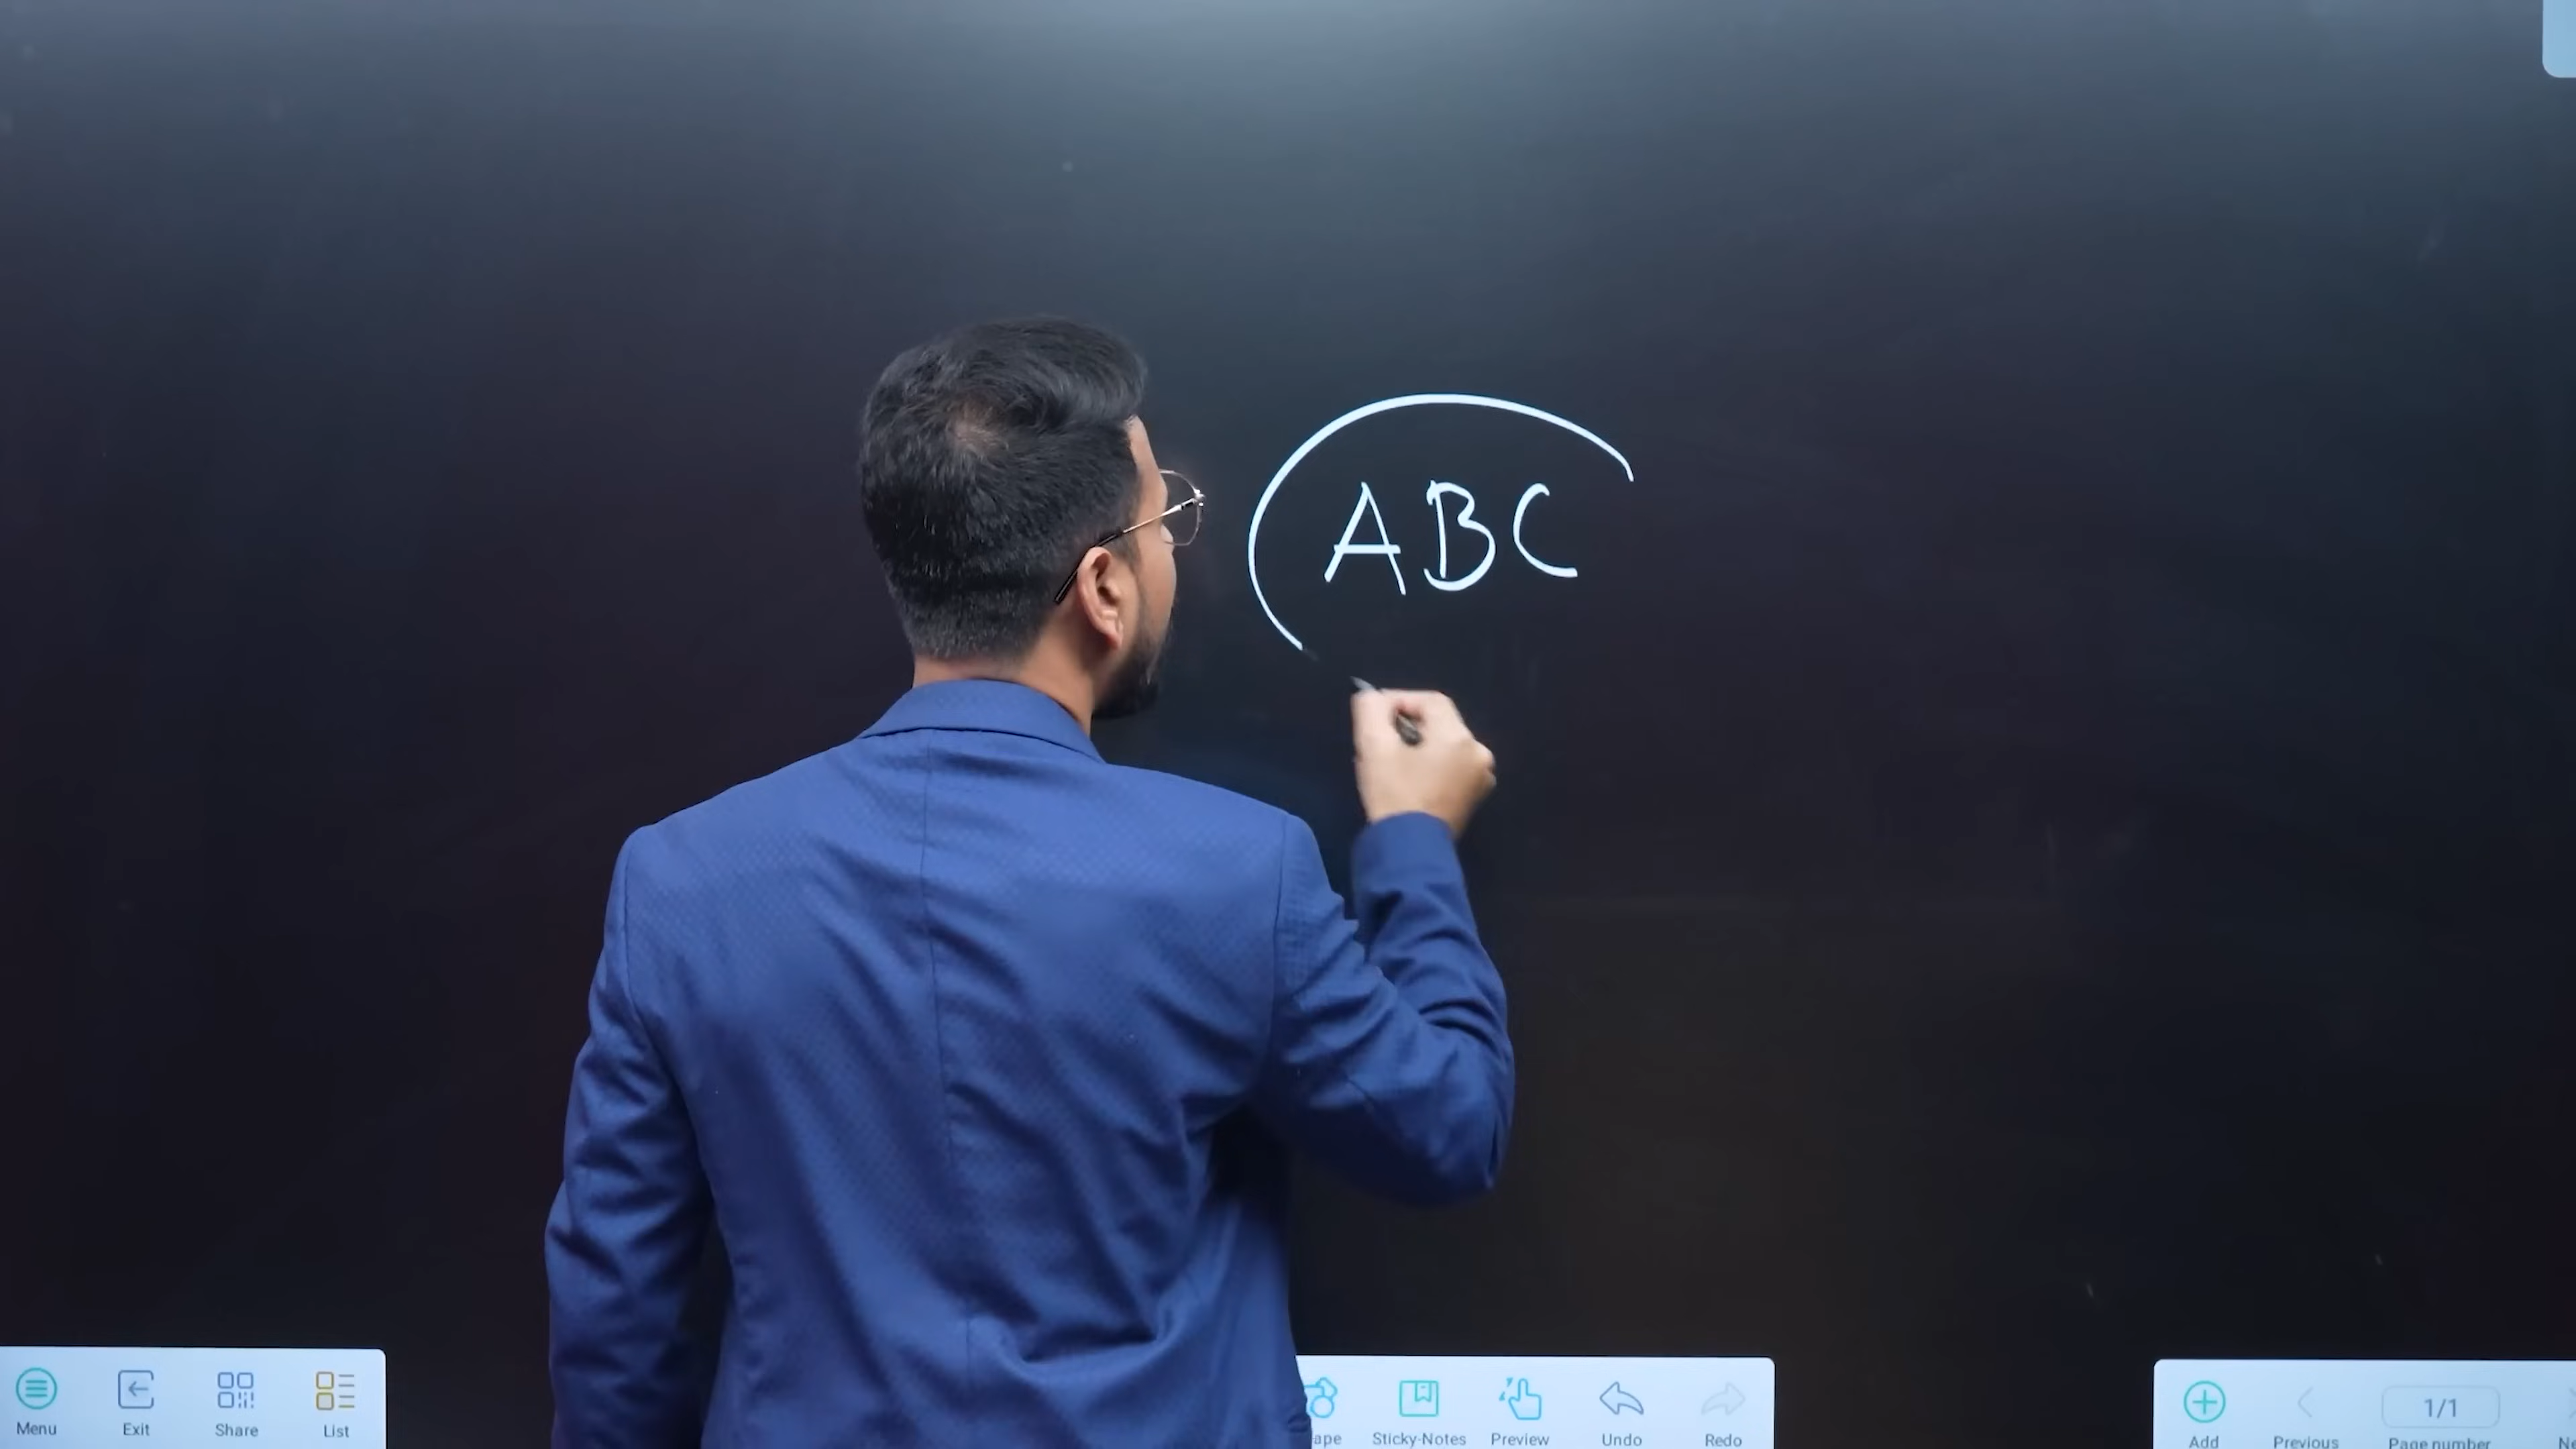 ABC
Menu Exit Share List
Sticky-Notes Preview Undo Redo
Add Previous 1/1 Page number